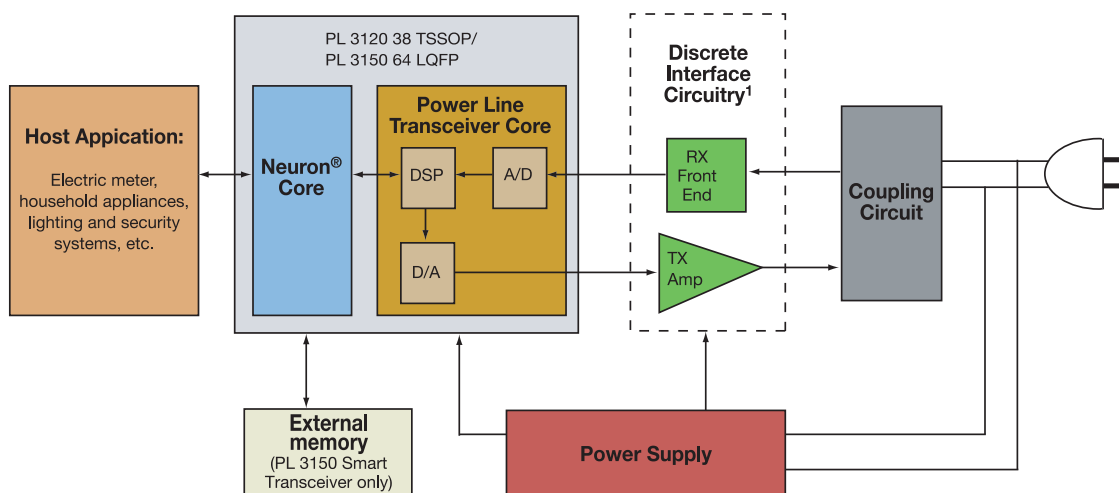 PL 3120 38 TSSOP/
PL 3150 64 LQFP
Host Appication:
Electric meter,
household appliances,
lighting and security
systems, etc.
Neuron®
Core
Power Line
Transceiver Core
DSP
A/D
D/A
Discrete
Interface
Circuitry¹
RX
Front
End
TX
Amp
Coupling
Circuit
External
memory
(PL 3150 Smart
Transceiver only)
Power Supply